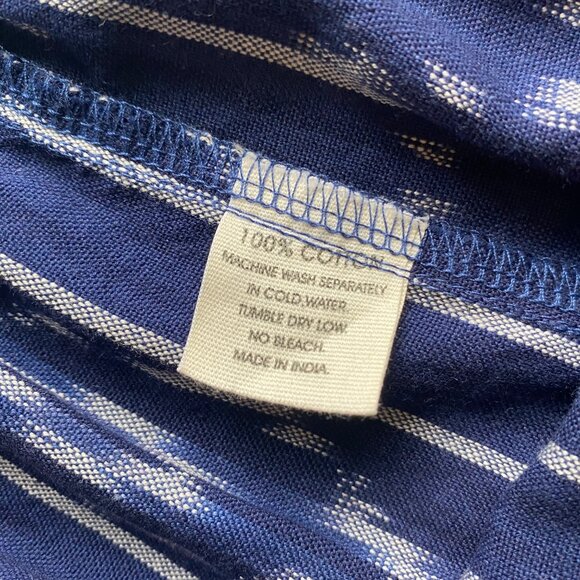 100% COTTON
MACHINE WASH SEPARATELY
IN COLD WATER.
TUMBLE DRY LOW.
NO BLEACH.
MADE IN INDIA.